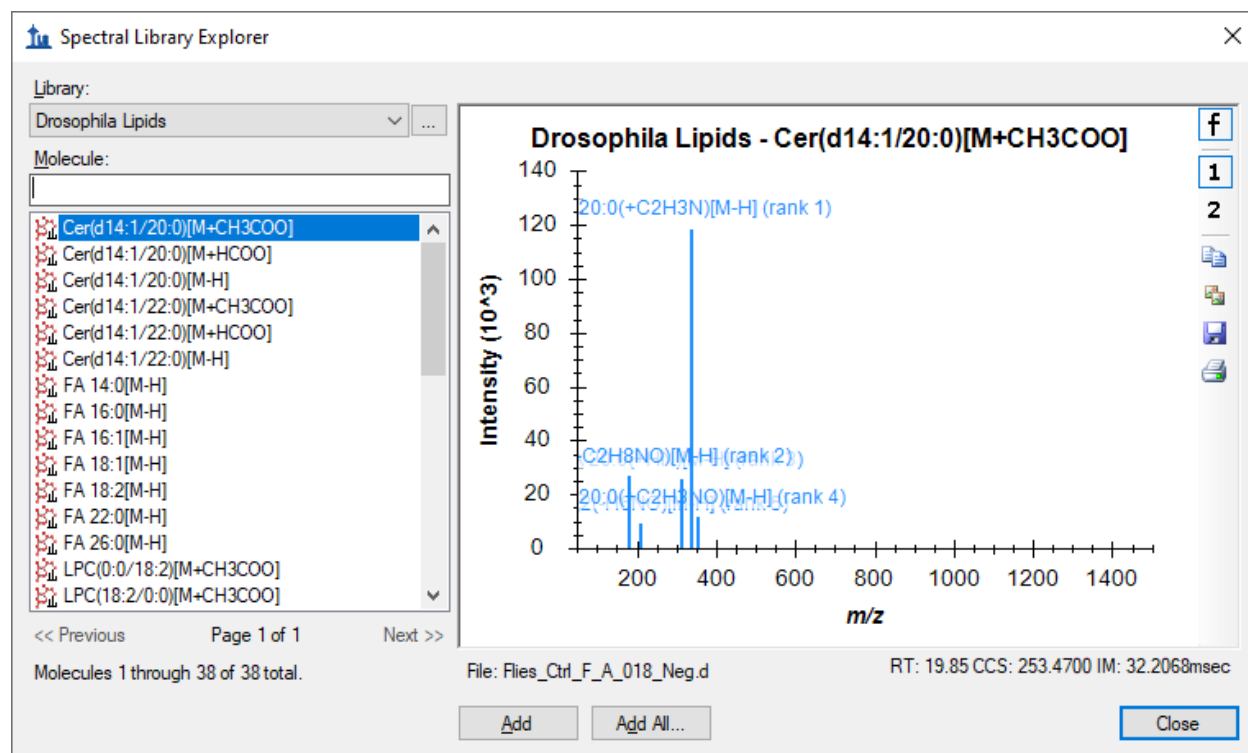 Spectral Library Explorer
Library:
Drosophila Lipids
...
Molecule:
Cer(d14:1/20:0)[M+CH3COO]
Cer(d14:1/20:0)[M+HCOO]
Cer(d14:1/20:0)[M-H]
Cer(d14:1/22:0)[M+CH3COO]
Cer(d14:1/22:0)[M+HCOO]
Cer(d14:1/22:0)[M-H]
FA 14:0[M-H]
FA 16:0[M-H]
FA 16:1[M-H]
FA 18:1[M-H]
FA 18:2[M-H]
FA 22:0[M-H]
FA 26:0[M-H]
LPC(0:0/18:2)[M+CH3COO]
LPC(18:2/0:0)[M+CH3COO]
<< Previous Page 1 of 1 Next >>
Molecules 1 through 38 of 38 total.
Drosophila Lipids - Cer(d14:1/20:0)[M+CH3COO]
140
20:0(+C2H3N)[M-H] (rank 1)
120
100
80
60
40
-C2H8NO)[M-H] (rank 2)
20
20:0(+C2H3NO)[M-H] (rank 4)
0
Intensity (10^3)
200 400 600 800 1000 1200 1400
m/z
f
1
2
File: Flies_Ctrl_F_A_018_Neg.d
RT: 19.85 CCS: 253.4700 IM: 32.2068msec
Add
Add All...
Close